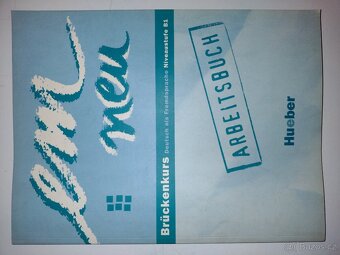 em
neu
Brückenkurs Deutsch als Fremdsprache Niveaustufe B1
ARBEITSBUCH
Hueber